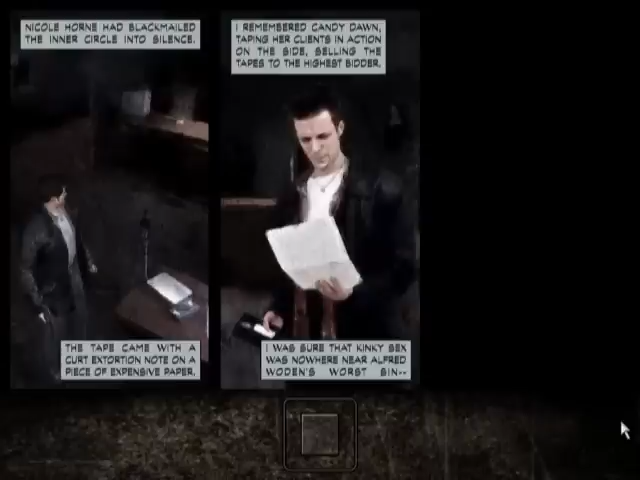 NICOLE HORNE HAD BLACKMAILED
THE INNER CIRCLE INTO SILENCE.
THE TAPE CAME WITH A
CURT EXTORTION NOTE ON A
PIECE OF EXPENSIVE PAPER.
I REMEMBERED CANDY DAWN,
TAPING HER CLIENTS IN ACTION
ON THE SIDE, SELLING THE
TAPES TO THE HIGHEST BIDDER.
I WAS SURE THAT KINKY SEX
WAS NOWHERE NEAR ALFRED
WODEN'S WORST SIN--